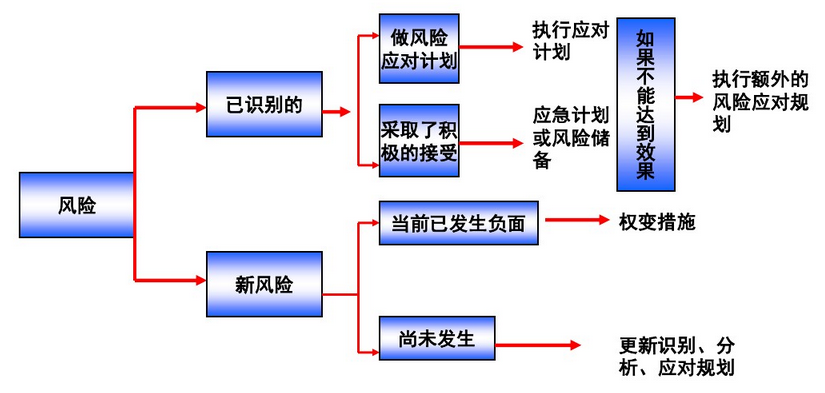 风险
已识别的
做风险
应对计划
执行应对
计划
采取了积
极的接受
应急计划
或风险储
备
如果不能达到效果
执行额外的
风险应对规
划
新风险
当前已发生负面
权变措施
尚未发生
更新识别、分
析、应对规划